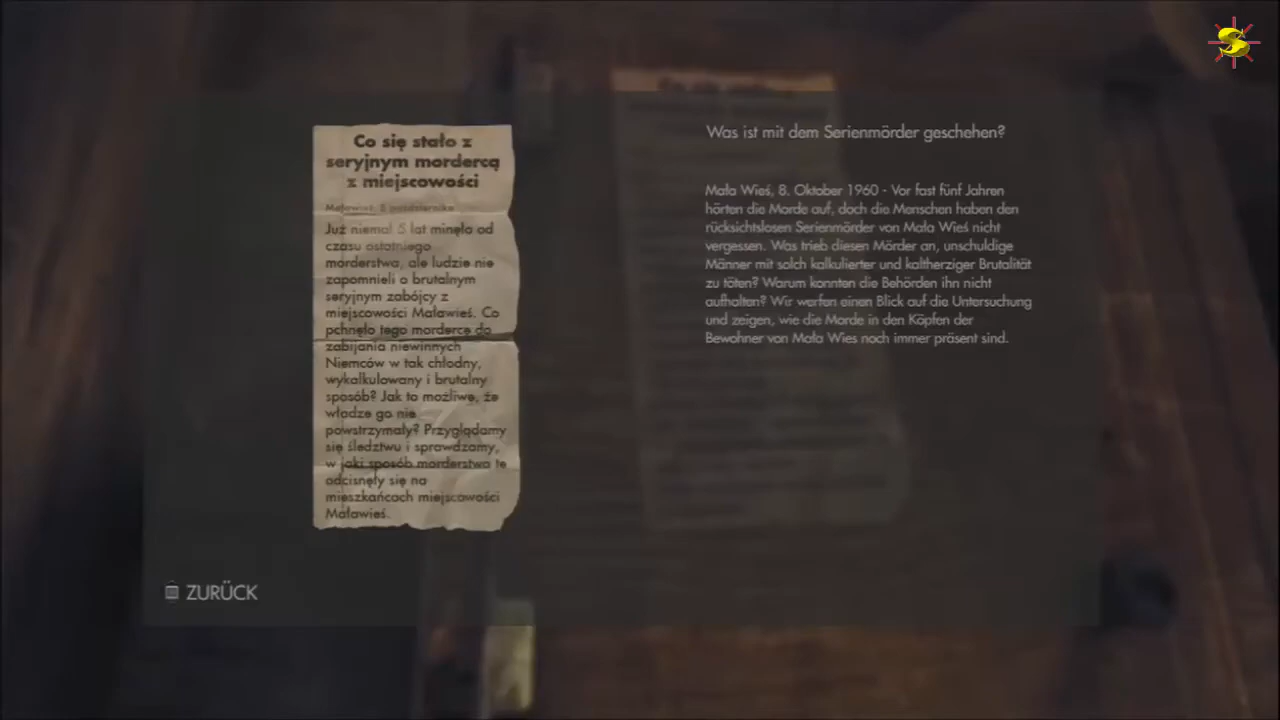 Co się stało z
seryjnym mordercą
z miejscowości
Maławieś, 8 października
Już niemal 5 lat minęło od
czasu ostatniego
morderstwa, ale ludzie nie
zapomnieli o brutalnym
seryjnym zabójcy z
miejscowości Maławieś. Co
pchnęło tego mordercę do
zabijania niewinnych
Niemców w tak chłodny,
wykalkulowany i brutalny
sposób? Jak to możliwe, że
władze go nie
powstrzymały? Przyglądamy
się śledztwu i sprawdzamy,
w jaki sposób morderstwa te
odcisnęły się na
mieszkańcach miejscowości
Maławieś.
Was ist mit dem Serienmörder geschehen?
Mała Wieś, 8. Oktober 1960 - Vor fast fünf Jahren
hörten die Morde auf, doch die Menschen haben den
rücksichtslosen Serienmörder von Mała Wieś nicht
vergessen. Was trieb diesen Mörder an, unschuldige
Männer mit solch kalkulierter und kaltherziger Brutalität
zu töten? Warum konnten die Behörden ihn nicht
aufhalten? Wir werfen einen Blick auf die Untersuchung
und zeigen, wie die Morde in den Köpfen der
Bewohner von Mała Wies noch immer präsent sind.
ZURÜCK
S